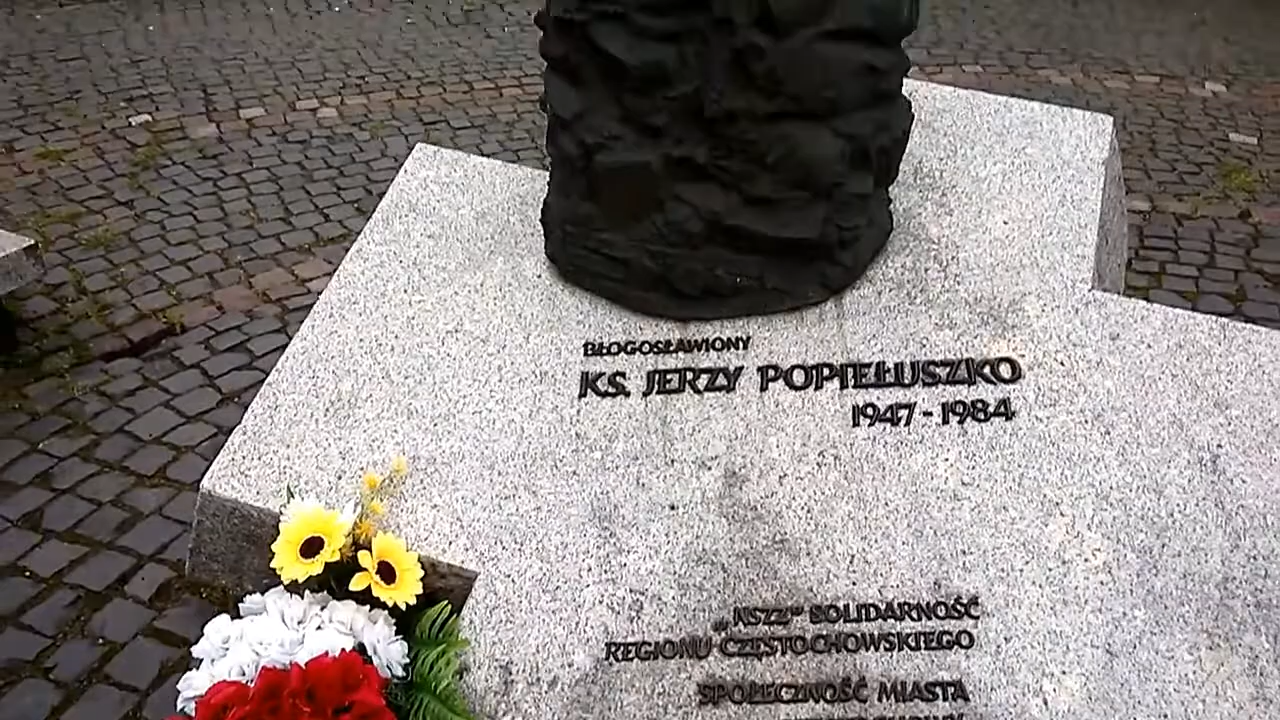 BŁOGOSŁAWIONY
KS. JERZY POPIEŁUSZKO
1947 - 1984
„NSZZ” SOLIDARNOŚĆ
REGIONU CZĘSTOCHOWSKIEGO
SPOŁECZNOŚĆ MIASTA